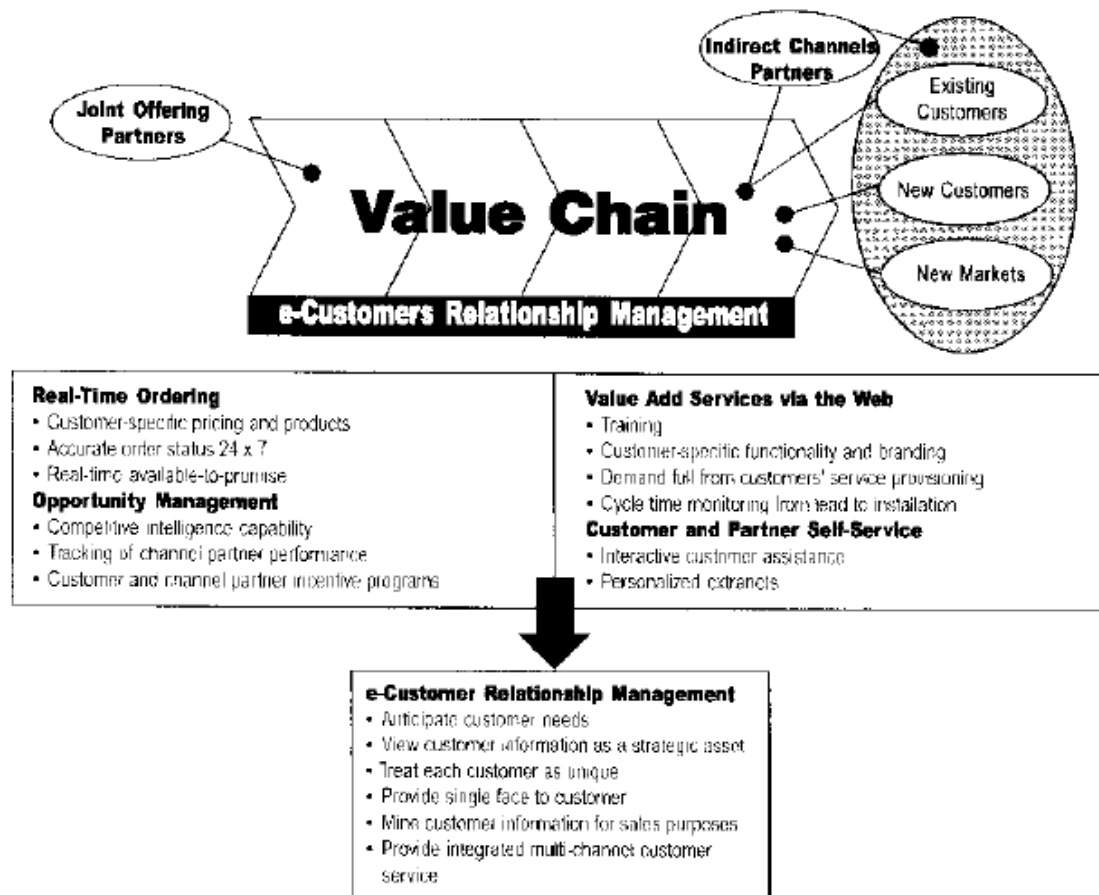 Indirect Channels
Partners
Joint Offering
Partners
Existing
Customers
Value Chain
New Customers
New Markets
e-Customers Relationship Management
Real-Time Ordering
• Customer-specific pricing and products
• Accurate order status 24 x 7
• Real-time available-to-promise
Opportunity Management
• Competitive intelligence capability
• Tracking of channel partner performance
• Customer and channel partner incentive programs
Value Add Services via the Web
• Training
• Customer-specific functionality and branding
• Demand full from customers' service provisioning
• Cycle time monitoring from lead to installation
Customer and Partner Self-Service
• Interactive customer assistance
• Personalized extranets
e-Customer Relationship Management
• Anticipate customer needs
• View customer information as a strategic asset
• Treat each customer as unique
• Provide single face to customer
• Mine customer information for sales purposes
• Provide integrated multi-channel customer
service